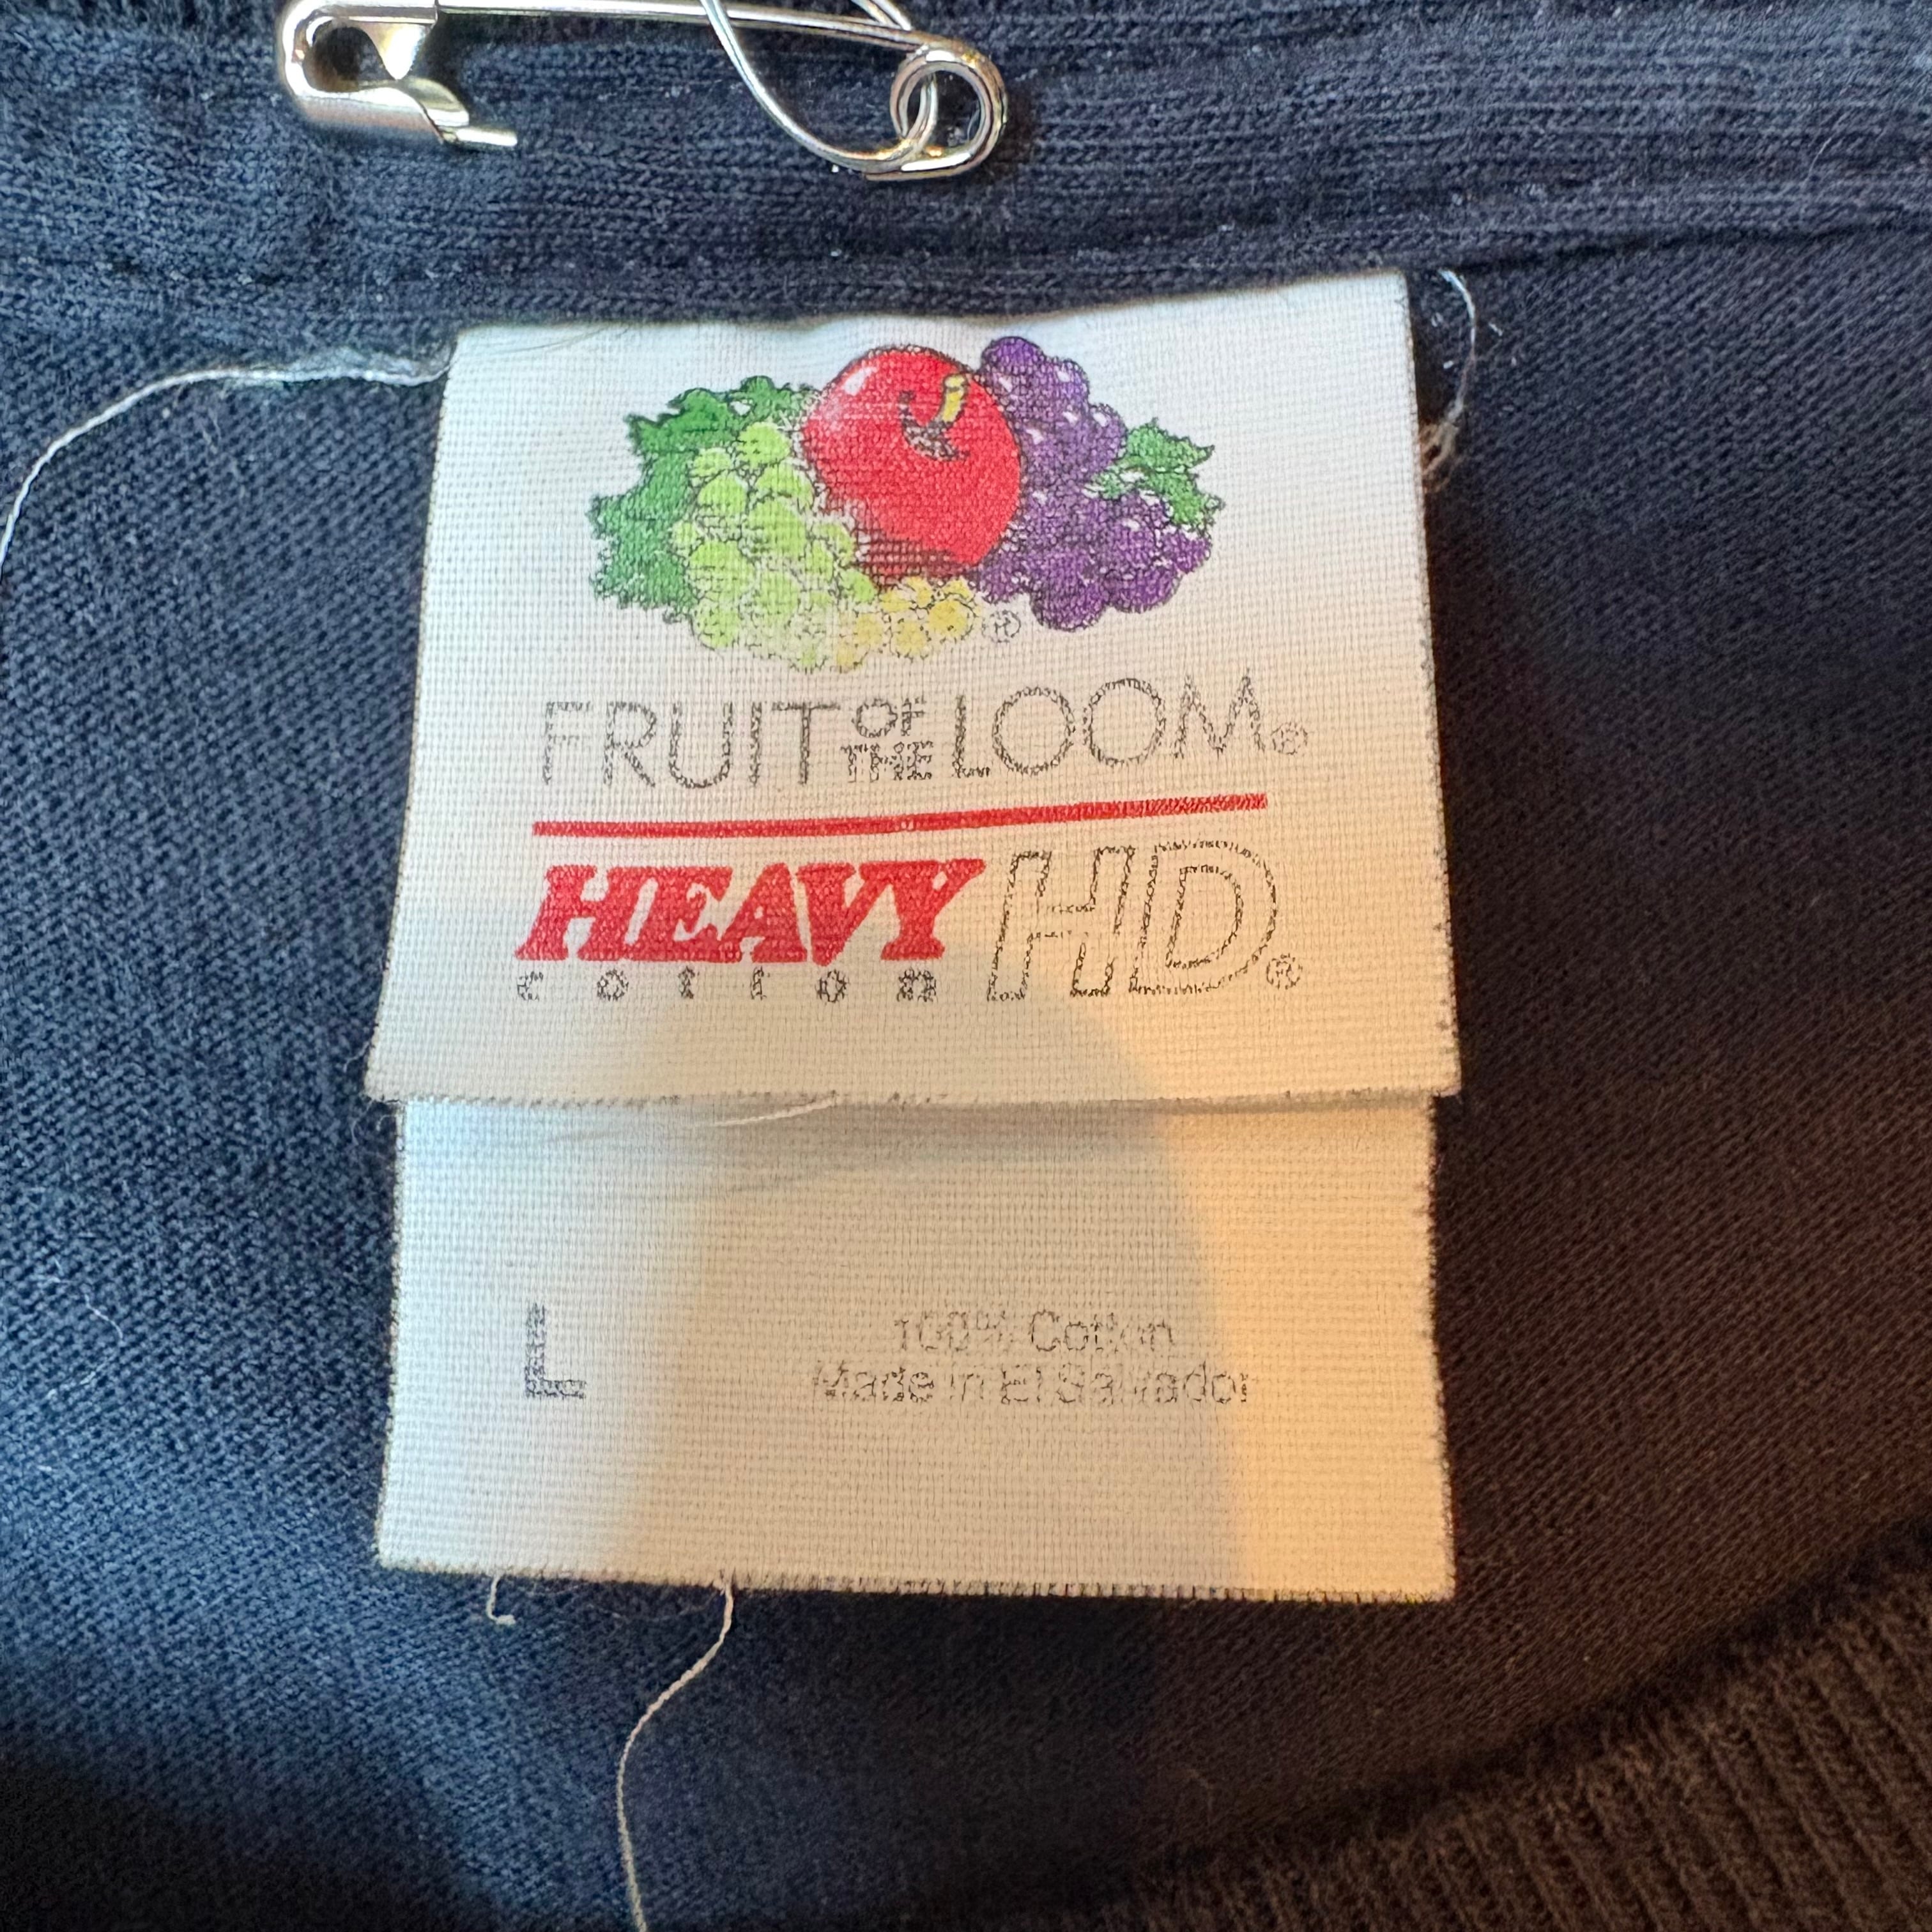 ®
FRUIT OF THE LOOM®
HEAVY HD®
cotton
L
100% Cotton
Made in El Salvador